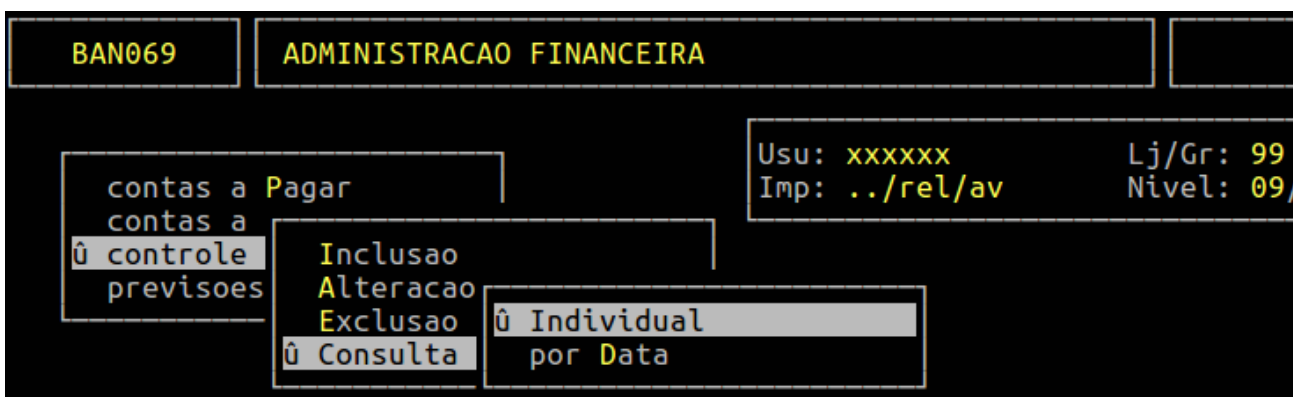 BAN069 ADMINISTRACAO FINANCEIRA
Usu: xxxxxx Lj/Gr: 99
Imp: ../rel/av Nivel: 09/
contas a Pagar
contas a
û controle
previsoes
Inclusao
Alteracao
Exclusao
û Consulta
û Individual
por Data